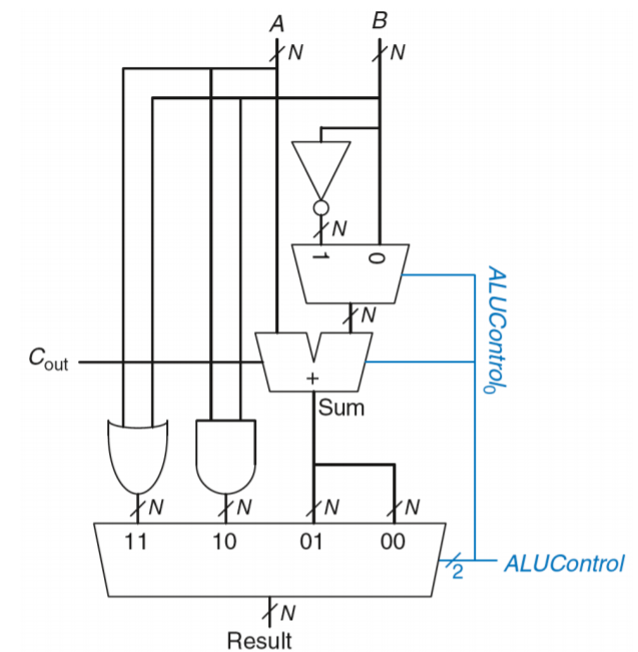 A B
N N
N
1 0
N
ALUControl0
Cout
+
Sum
N N N N
11 10 01 00
2 ALUControl
N
Result